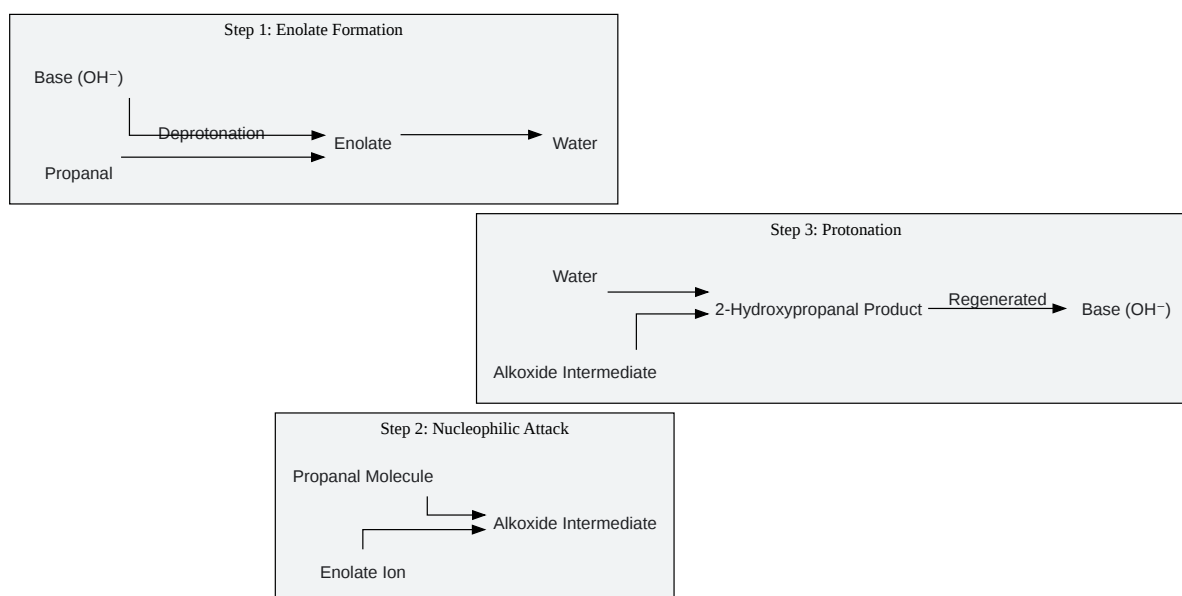 Step 1: Enolate Formation
Base (OH⁻)
Deprotonation
Enolate
Water
Propanal
Step 3: Protonation
Water
2-Hydroxypropanal Product
Regenerated
Base (OH⁻)
Alkoxide Intermediate
Step 2: Nucleophilic Attack
Propanal Molecule
Alkoxide Intermediate
Enolate Ion